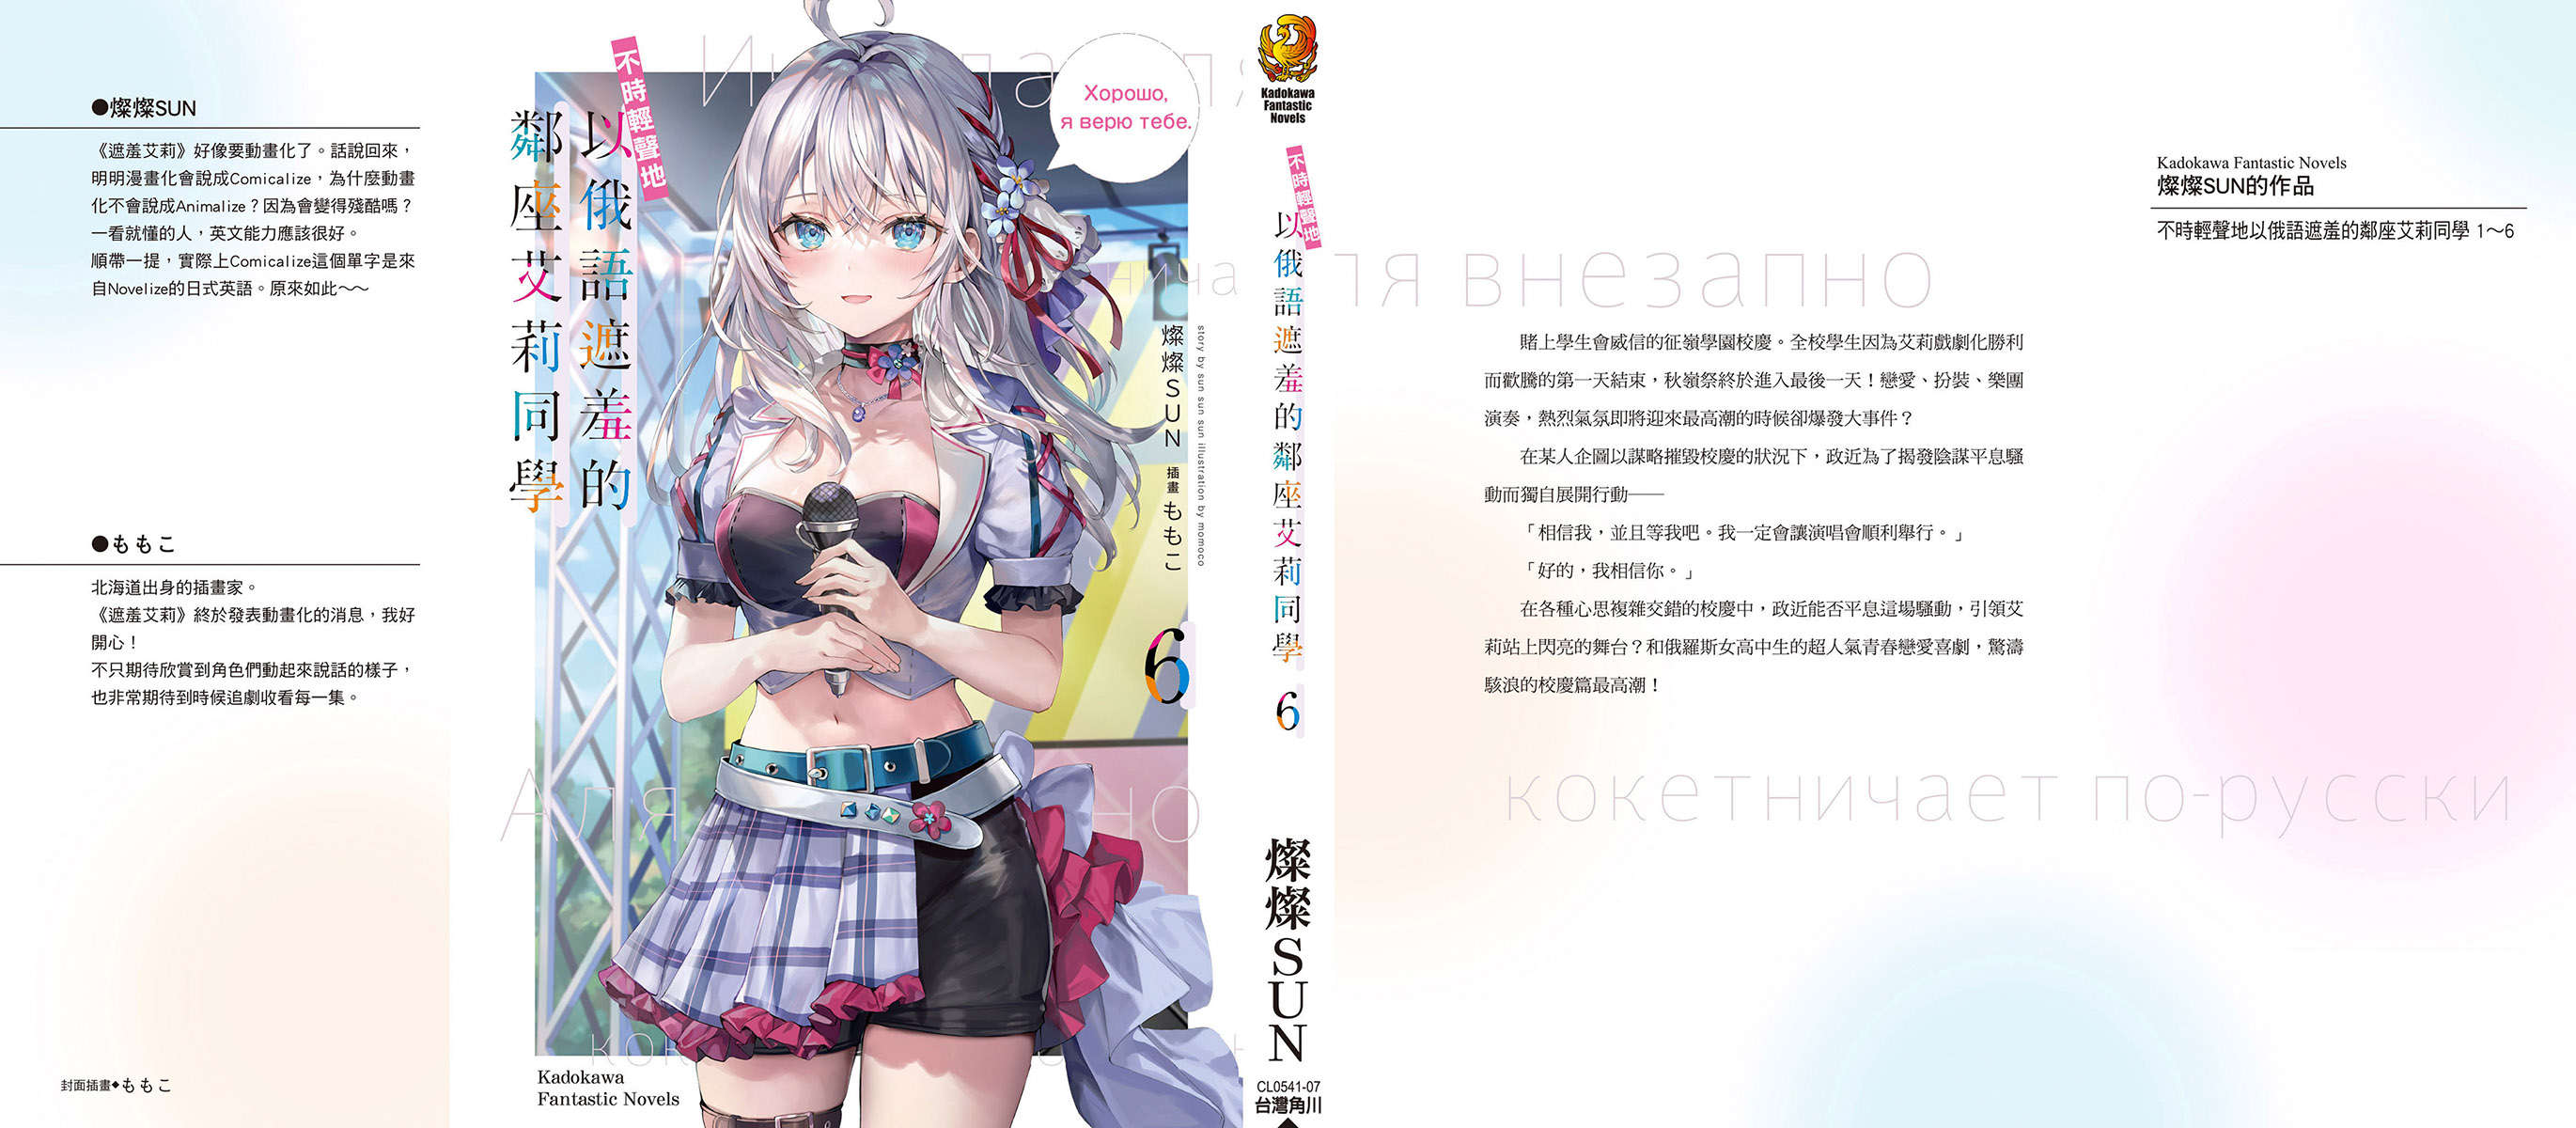 ●燦燦SUN
《遮羞艾莉》好像要動畫化了。話說回來，
明明漫畫化會說成Comicalize，為什麼動畫
化不會說成Animalize？因為會變得殘酷嗎？
一看就懂的人，英文能力應該很好。
順帶一提，實際上Comicalize這個單字是來
自Novelize的日式英語。原來如此～～
●ももこ
北海道出身的插畫家。
《遮羞艾莉》終於發表動畫化的消息，我好
開心！
不只期待欣賞到角色們動起來說話的樣子，
也非常期待到時候追劇收看每一集。
封面插畫◆ももこ
不時輕聲地
以俄語遮羞的
鄰座艾莉同學
Хорошо,
я верю тебе.
燦燦SUN
插畫 ももこ
story by sun sun sun illustration by momoco
6
Аля
но
Kadokawa
Fantastic Novels
Kadokawa
Fantastic
Novels
不時輕聲地
以俄語遮羞的鄰座艾莉同學
6
燦燦SUN
CL0541-07
台灣角川
ля внезапно
賭上學生會威信的征嶺學園校慶。全校學生因為艾莉戲劇化勝利
而歡騰的第一天結束，秋嶺祭終於進入最後一天！戀愛、扮裝、樂團
演奏，熱烈氣氛即將迎來最高潮的時候卻爆發大事件？
在某人企圖以謀略摧毀校慶的狀況下，政近為了揭發陰謀平息騷
動而獨自展開行動——
「相信我，並且等我吧。我一定會讓演唱會順利舉行。」
「好的，我相信你。」
在各種心思複雜交錯的校慶中，政近能否平息這場騷動，引領艾
莉站上閃亮的舞台？和俄羅斯女高中生的超人氣青春戀愛喜劇，驚濤
駭浪的校慶篇最高潮！
кокетничает по-русски
Kadokawa Fantastic Novels
燦燦SUN的作品
不時輕聲地以俄語遮羞的鄰座艾莉同學 1～6